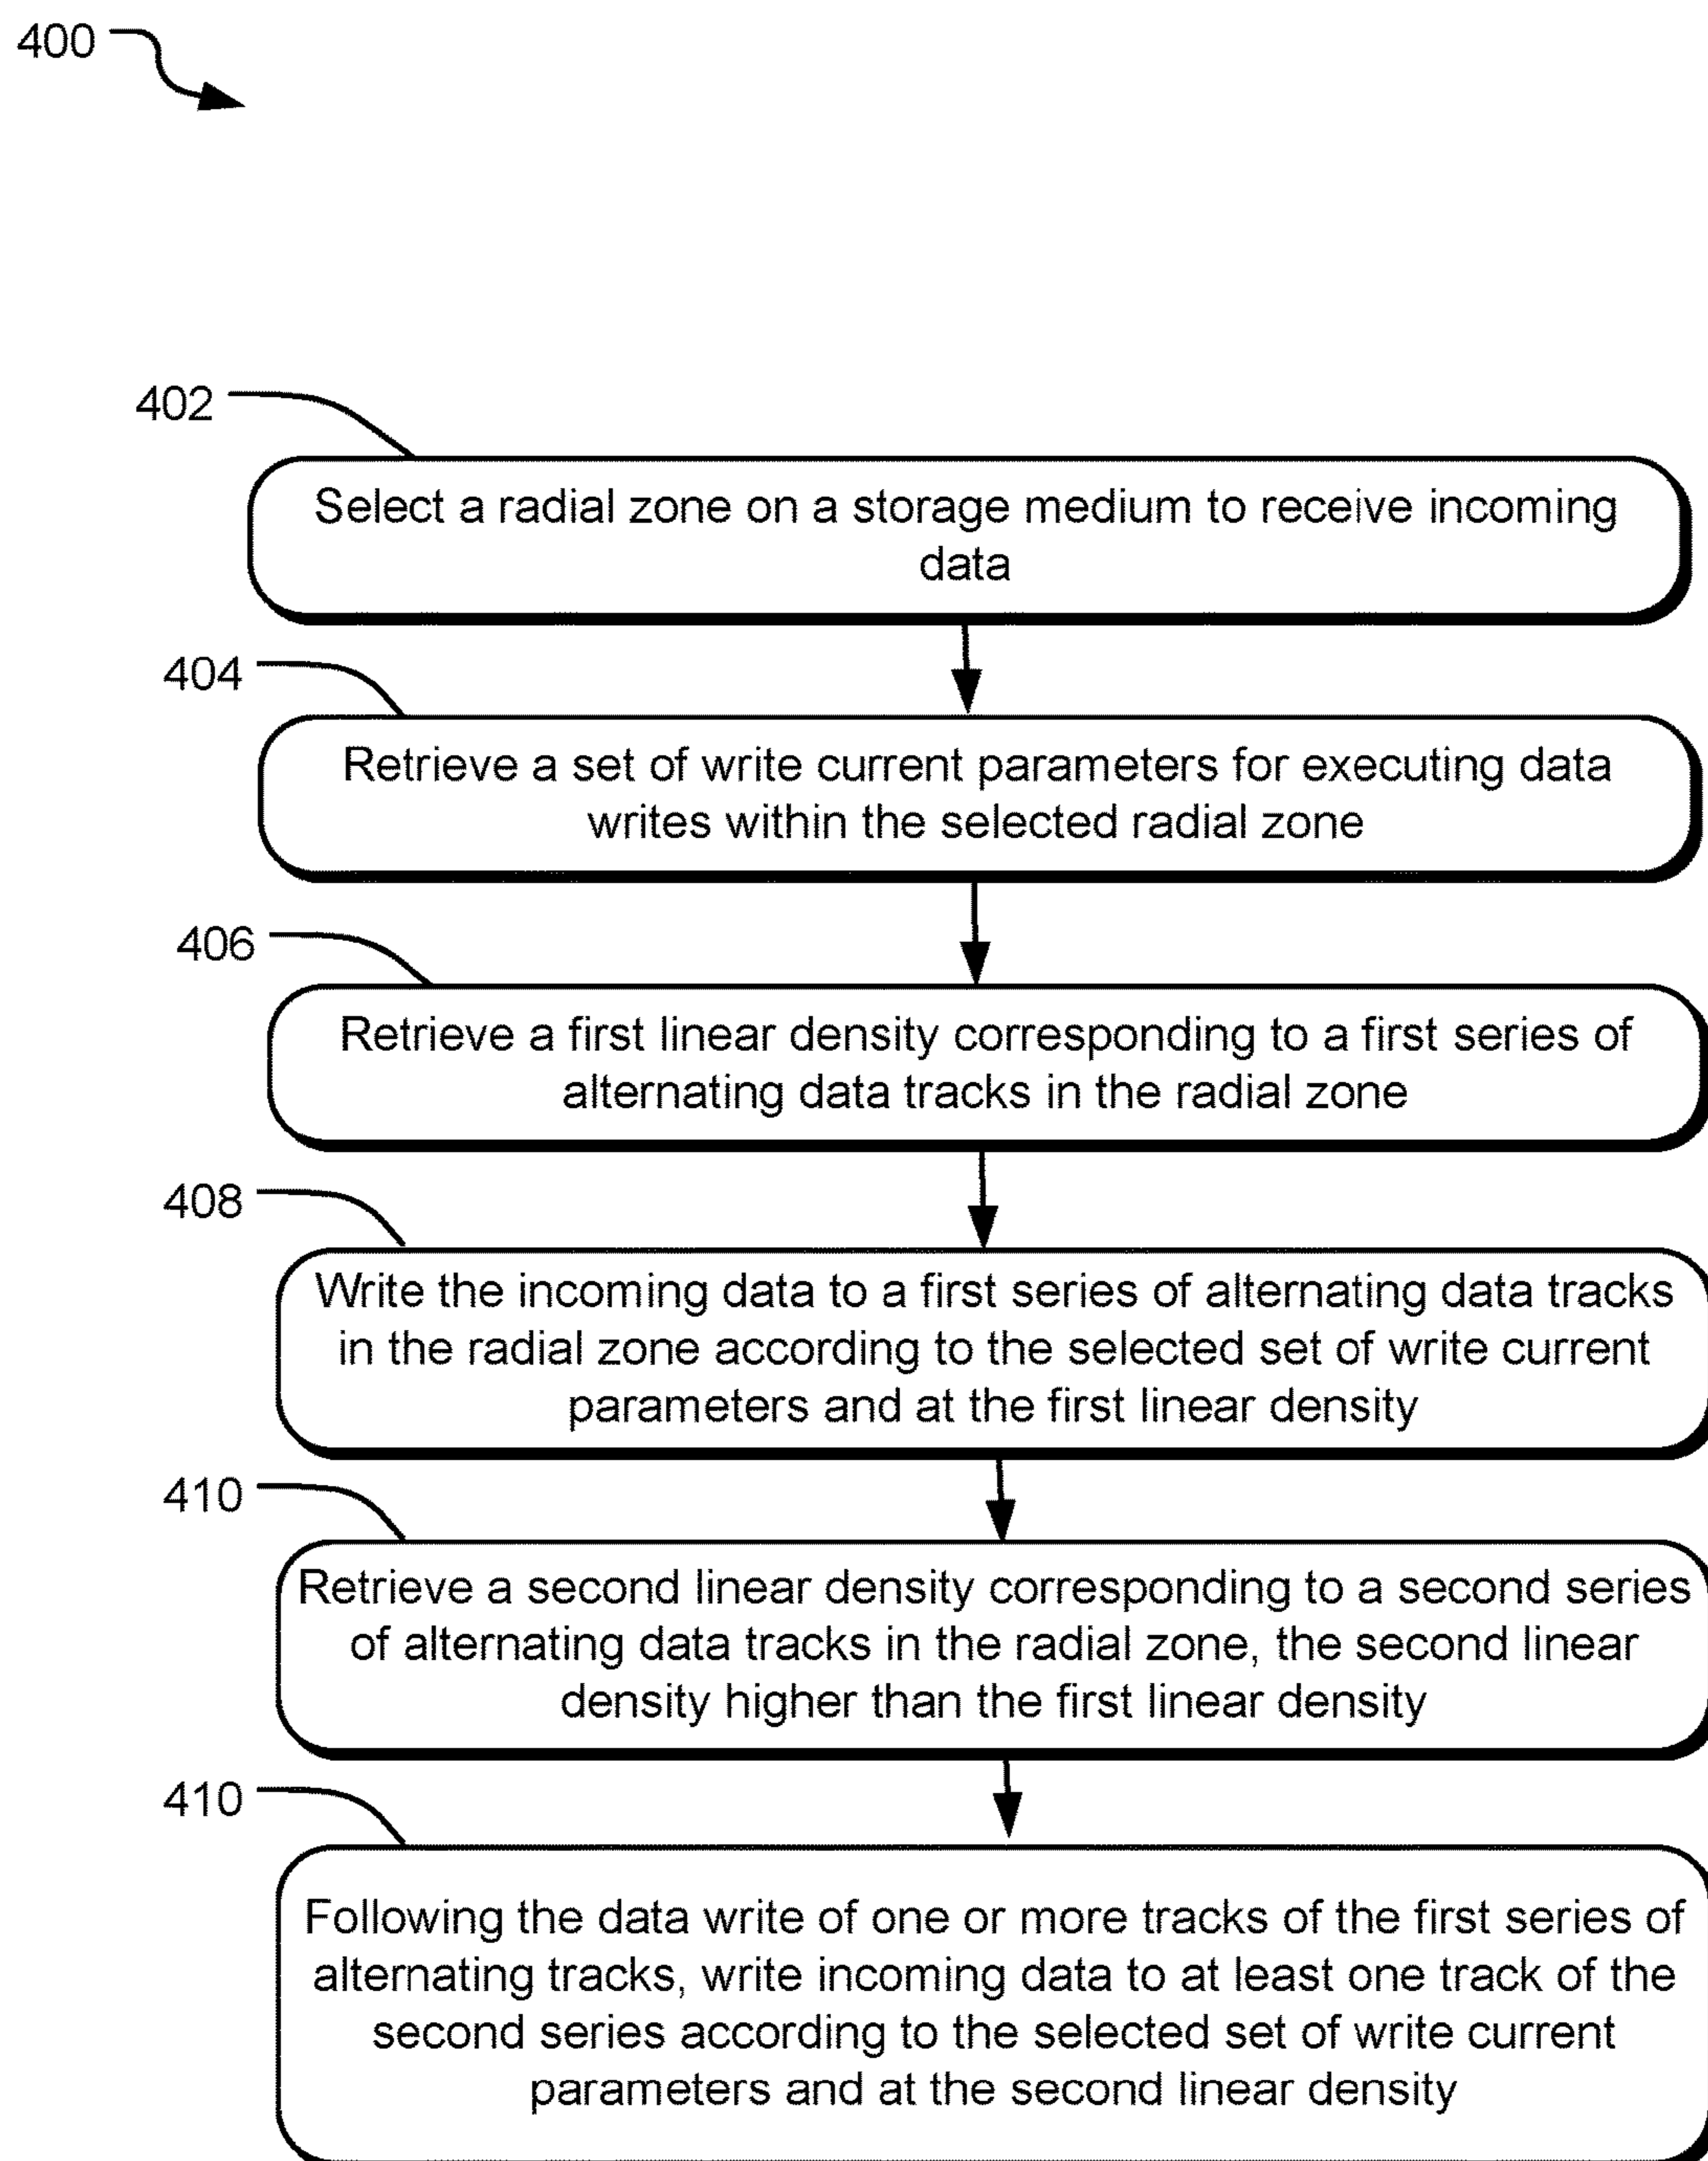 400
402
Select a radial zone on a storage medium to receive incoming
data
404
Retrieve a set of write current parameters for executing data
writes within the selected radial zone
406
Retrieve a first linear density corresponding to a first series of
alternating data tracks in the radial zone
408
Write the incoming data to a first series of alternating data tracks
in the radial zone according to the selected set of write current
parameters and at the first linear density
410
Retrieve a second linear density corresponding to a second series
of alternating data tracks in the radial zone, the second linear
density higher than the first linear density
410
Following the data write of one or more tracks of the first series of
alternating tracks, write incoming data to at least one track of the
second series according to the selected set of write current
parameters and at the second linear density